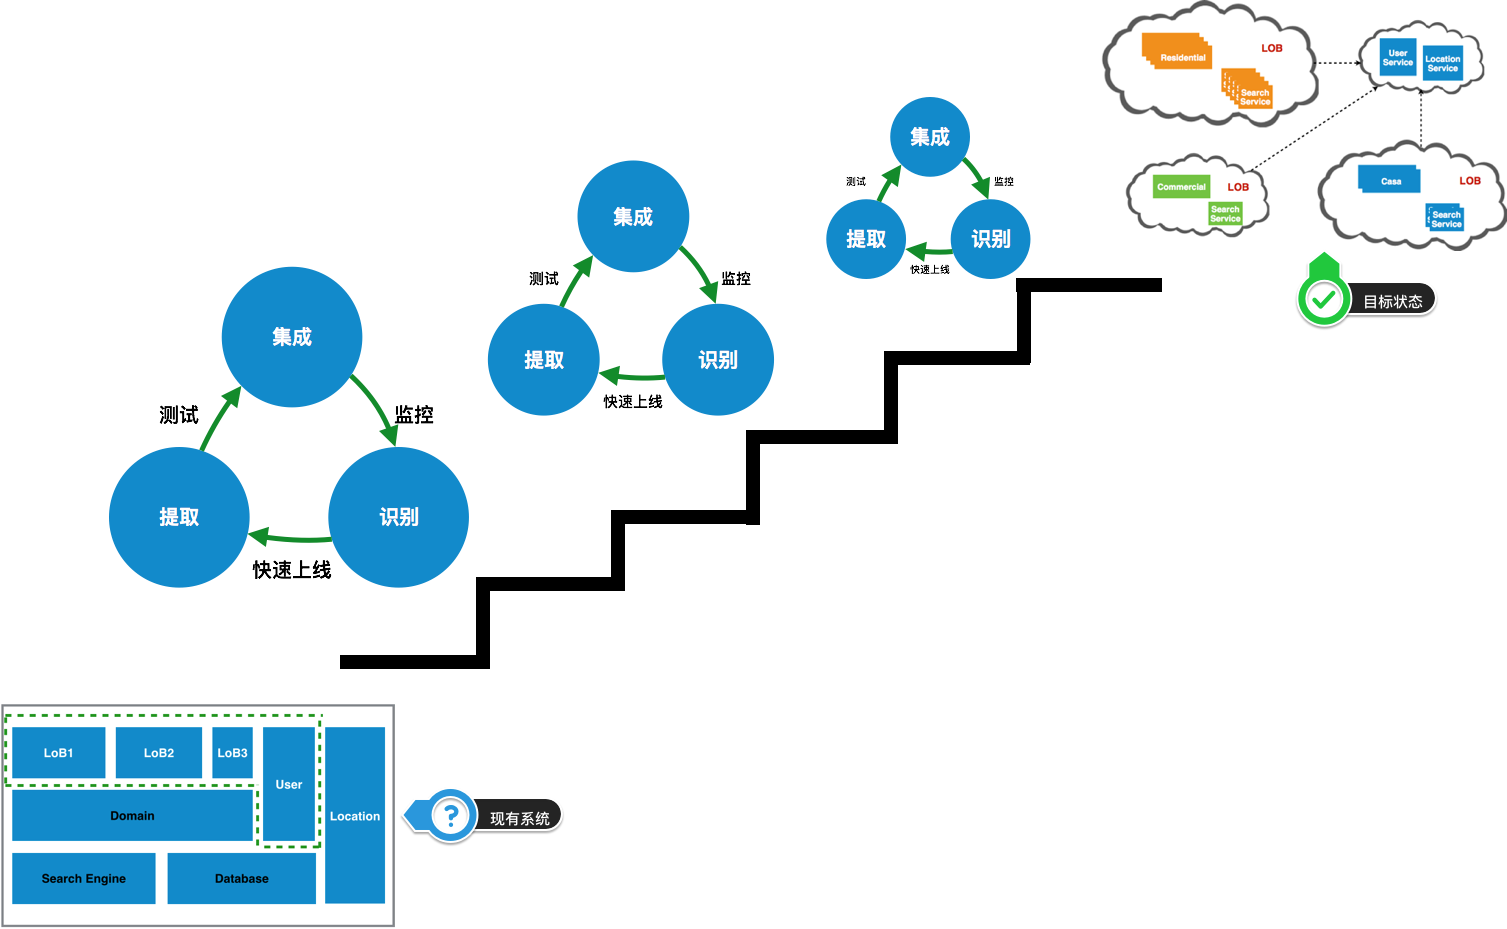 Residential
LOB
Search
Service
User
Service
Location
Service
Commercial
LOB
Search
Service
Casa
LOB
Search
Service
目标状态
集成
测试
监控
提取
识别
快速上线
集成
测试
监控
提取
识别
快速上线
集成
测试
监控
提取
识别
快速上线
LoB1
LoB2
LoB3
User
Domain
Location
Search Engine
Database
?
现有系统